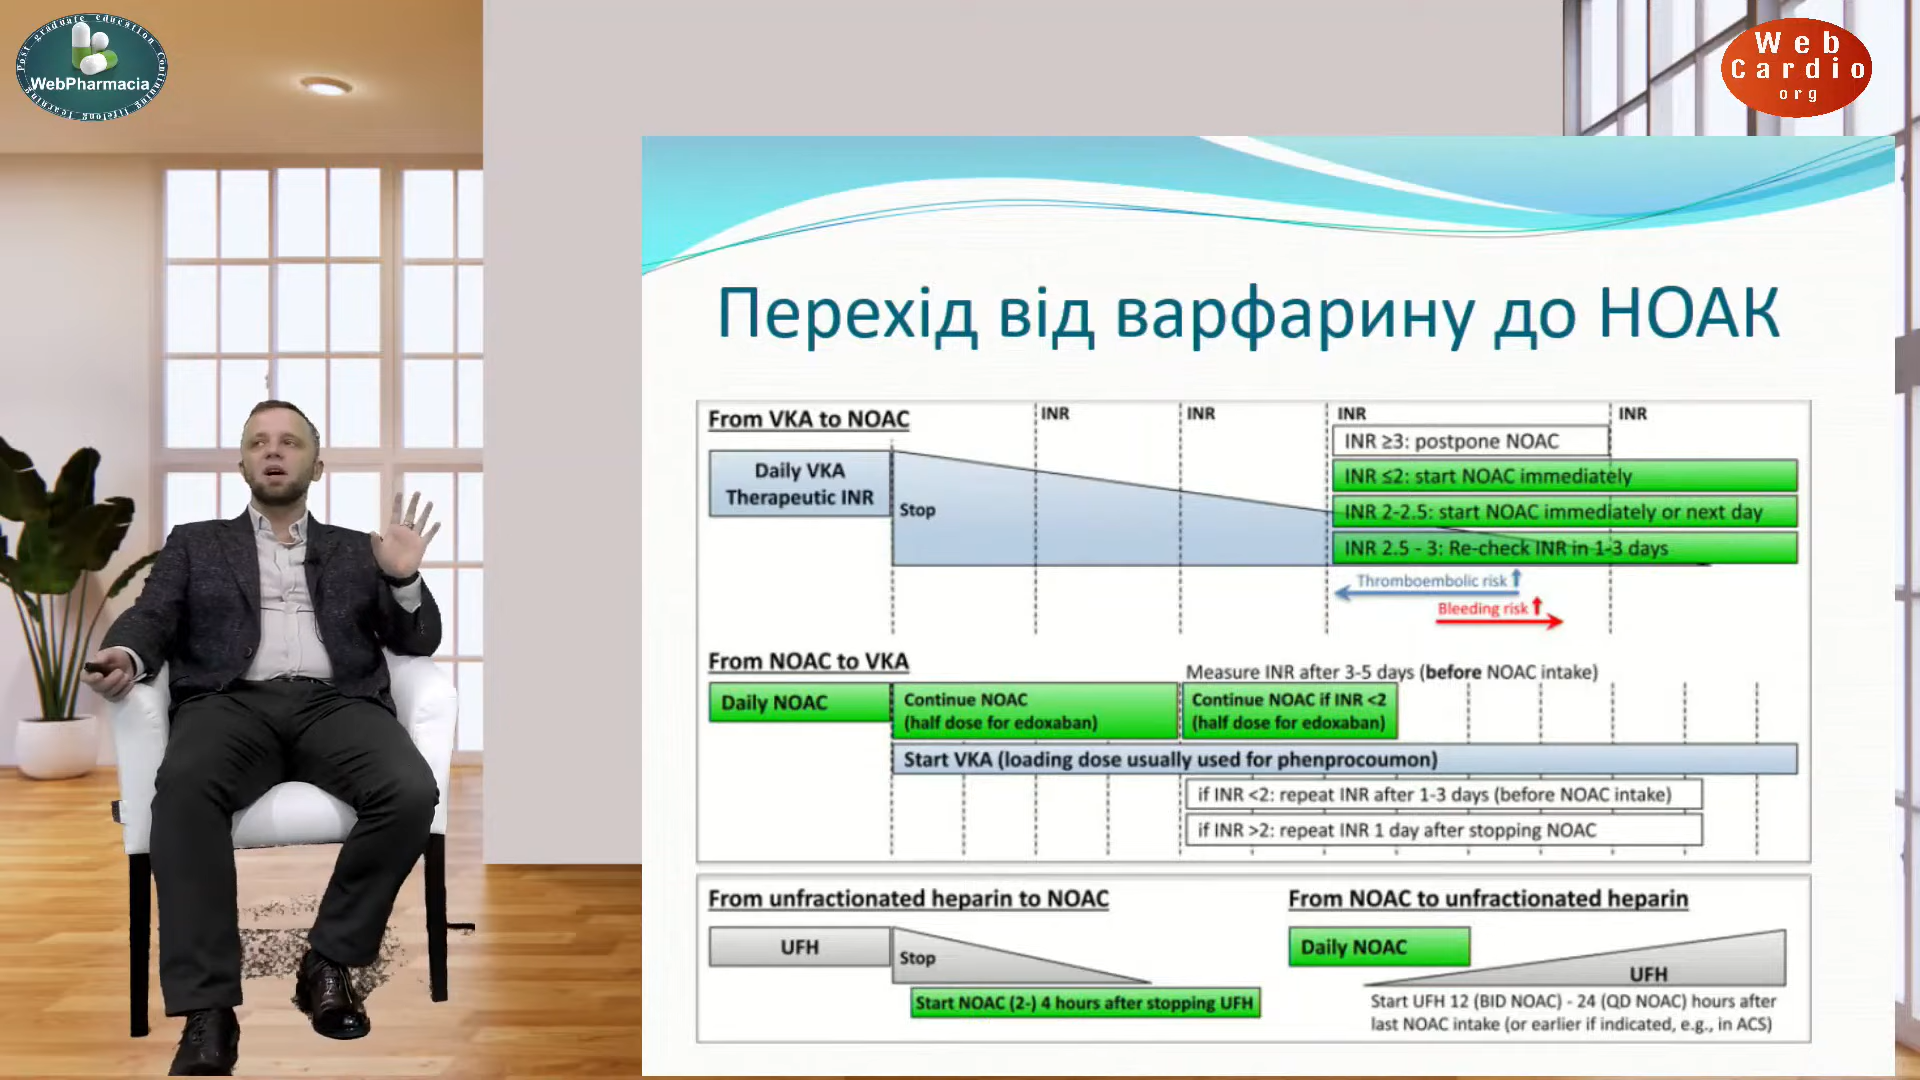 Post graduate education Continuing lifelong learning
WebPharmacia
Web
Cardio
org
Перехід від варфарину до НОАК
From VKA to NOAC
INR
INR
INR
INR
INR ≥3: postpone NOAC
Daily VKA
Therapeutic INR
Stop
INR ≤2: start NOAC immediately
INR 2-2.5: start NOAC immediately or next day
INR 2.5 - 3: Re-check INR in 1-3 days
Thromboembolic risk
Bleeding risk
From NOAC to VKA
Measure INR after 3-5 days (before NOAC intake)
Daily NOAC
Continue NOAC
(half dose for edoxaban)
Continue NOAC if INR <2
(half dose for edoxaban)
Start VKA (loading dose usually used for phenprocoumon)
if INR <2: repeat INR after 1-3 days (before NOAC intake)
if INR >2: repeat INR 1 day after stopping NOAC
From unfractionated heparin to NOAC
UFH
Stop
Start NOAC (2-) 4 hours after stopping UFH
From NOAC to unfractionated heparin
Daily NOAC
UFH
Start UFH 12 (BID NOAC) - 24 (QD NOAC) hours after
last NOAC intake (or earlier if indicated, e.g., in ACS)